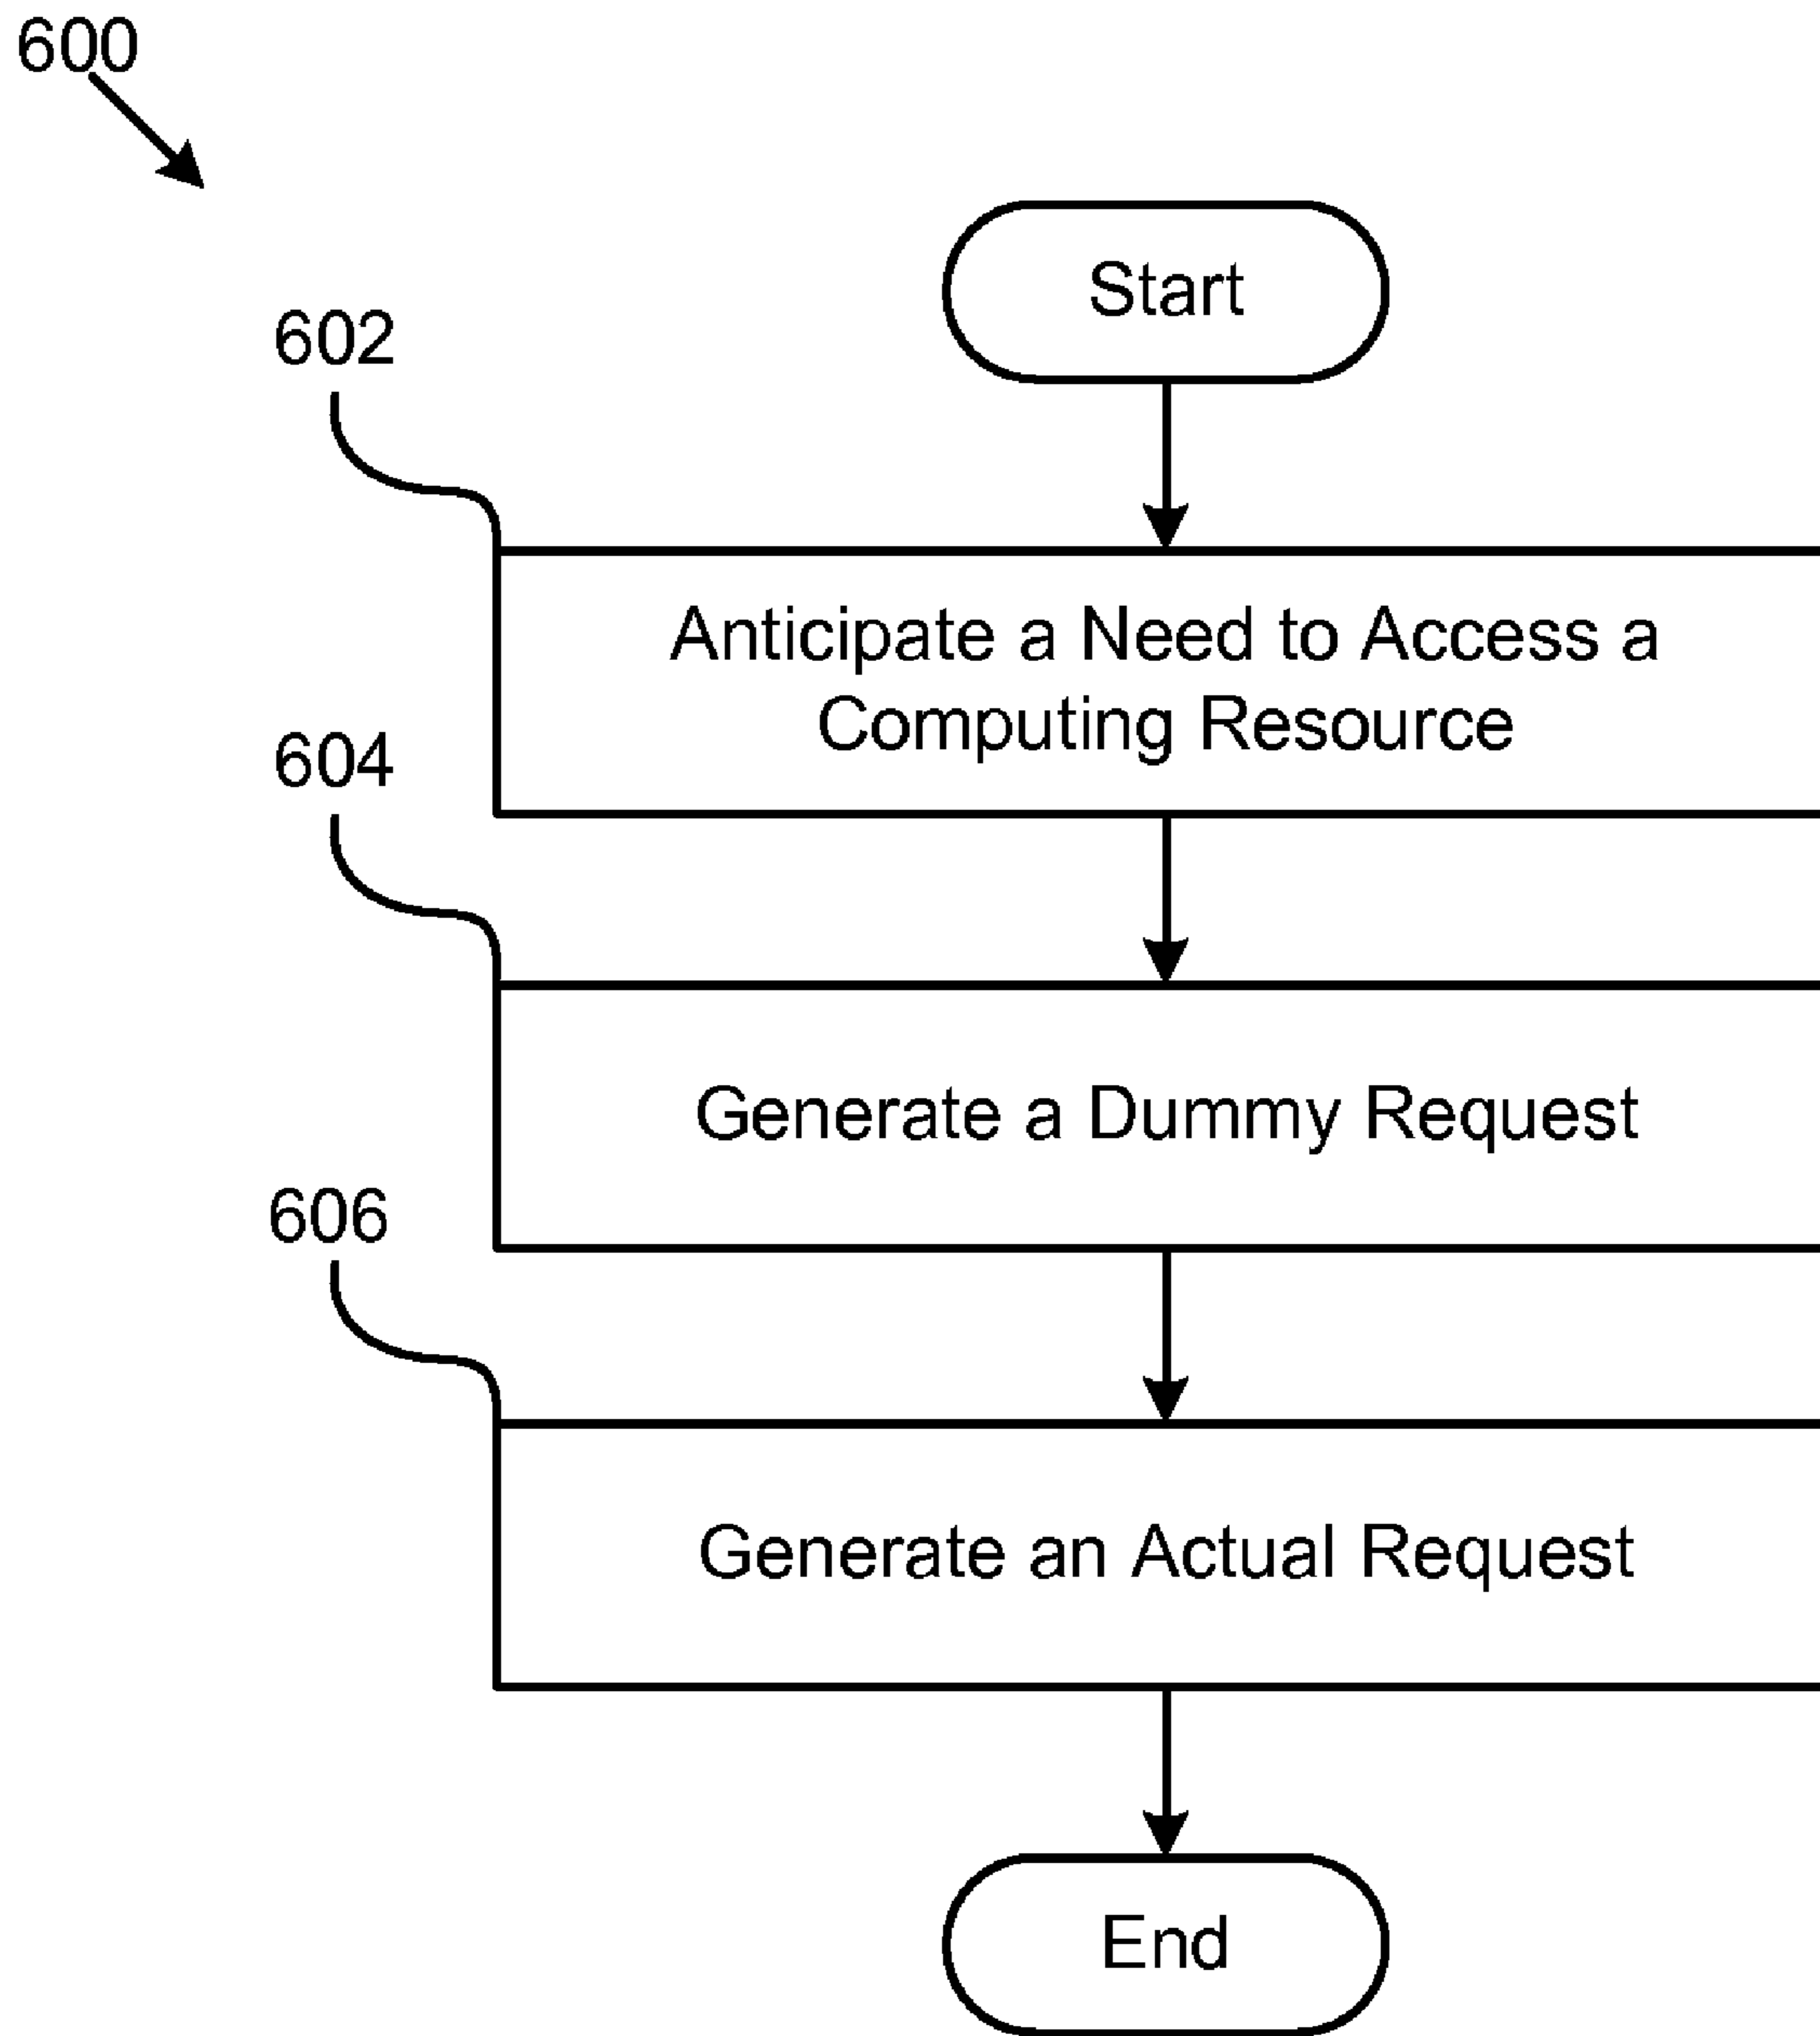 600
Start
602
Anticipate a Need to Access a
Computing Resource
604
Generate a Dummy Request
606
Generate an Actual Request
End